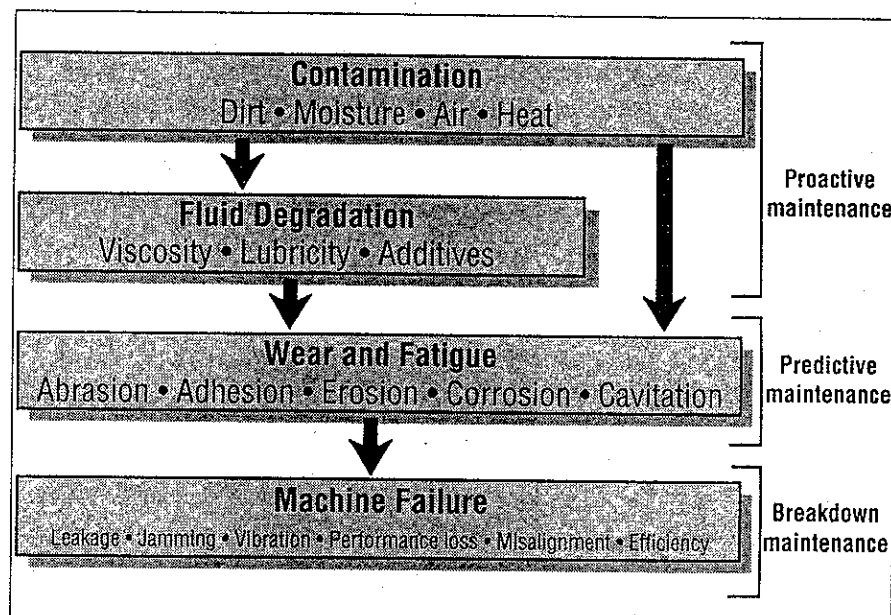 Contamination
Dirt • Moisture • Air • Heat
Proactive
maintenance
Fluid Degradation
Viscosity • Lubricity • Additives
Wear and Fatigue
Abrasion • Adhesion • Erosion • Corrosion • Cavitation
Predictive
maintenance
Machine Failure
Leakage • Jamming • Vibration • Performance loss • Misalignment • Efficiency
Breakdown
maintenance